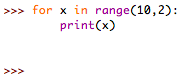 >>> for x in range(10,2):
        print(x)
>>>